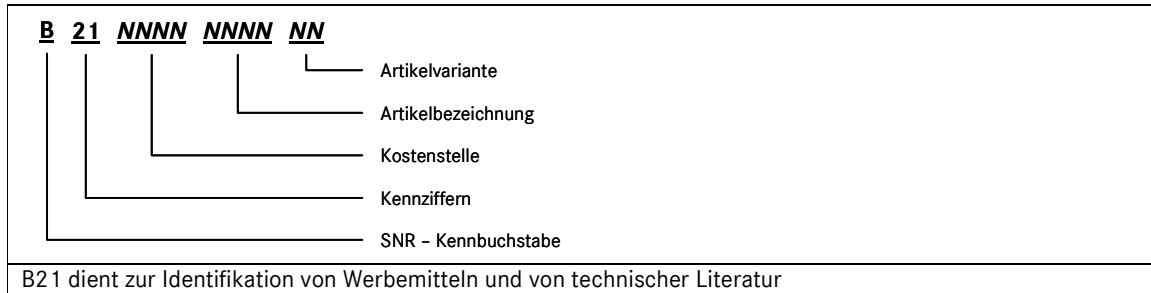 B 21 NNNN NNNN NN
Artikelvariante
Artikelbezeichnung
Kostenstelle
Kennziffern
SNR – Kennbuchstabe
B21 dient zur Identifikation von Werbemitteln und von technischer Literatur